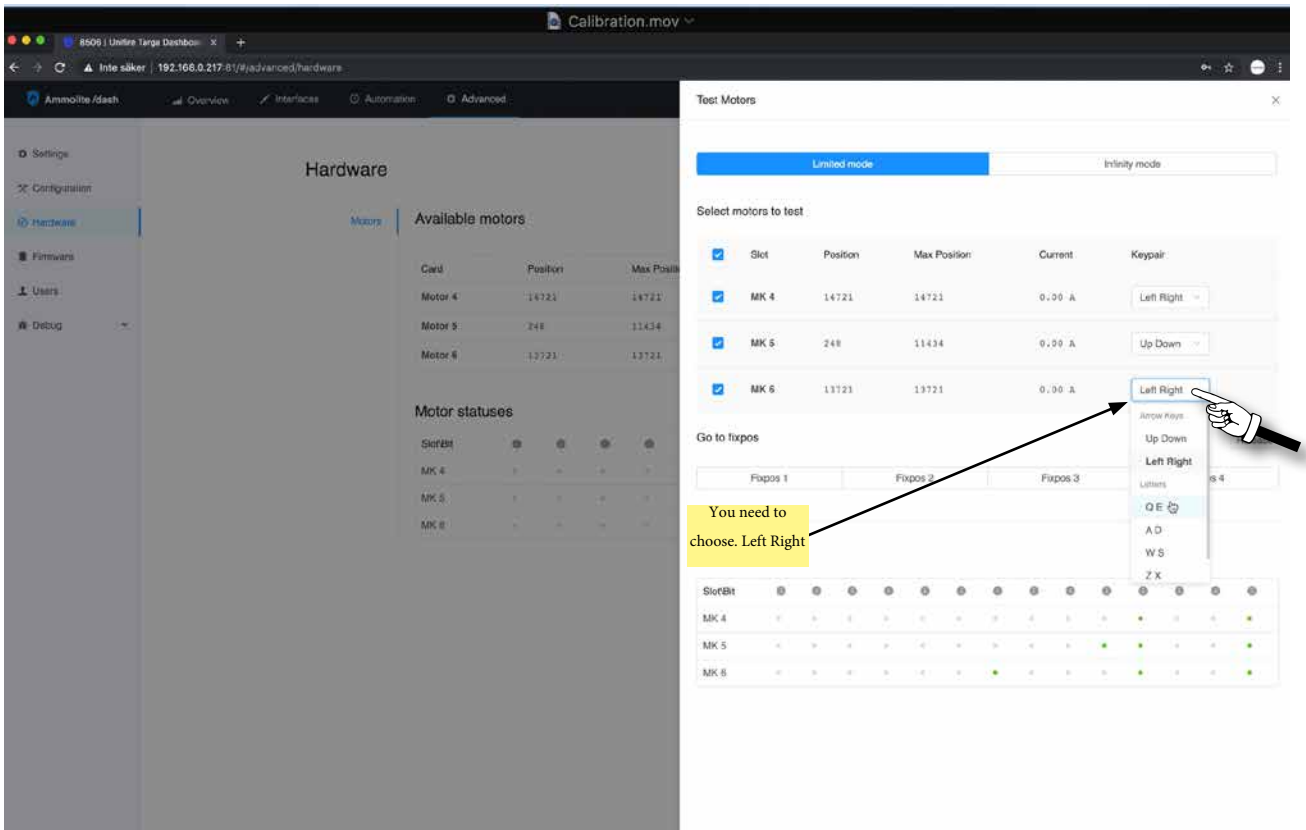 Calibration.mov
8506 | Unifire Targa Dashboa
Inte säker | 192.168.0.217:81/#/advanced/hardware
Ammolite /dash Overview Interfaces Automation Advanced
Settings
Configuration
Hardware
Firmware
Users
Debug
Hardware
Motors
Available motors
Card Position Max Positi
Motor 4 14721 14721
Motor 5 248 11434
Motor 6 13721 13721
Motor statuses
Slot\Bit
MK 4
MK 5
MK 6
Test Motors
Limited mode Infinity mode
Select motors to test
Slot Position Max Position Current Keypair
MK 4 14721 14721 0.00 A Left Right
MK 5 248 11434 0.00 A Up Down
MK 6 13721 13721 0.00 A Left Right
Arrow Keys
Up Down
Left Right
Letters
Q E
A D
W S
Z X
Go to fixpos
Fixpos 1 Fixpos 2 Fixpos 3 s 4
You need to
choose. Left Right
Slot\Bit
MK 4
MK 5
MK 6